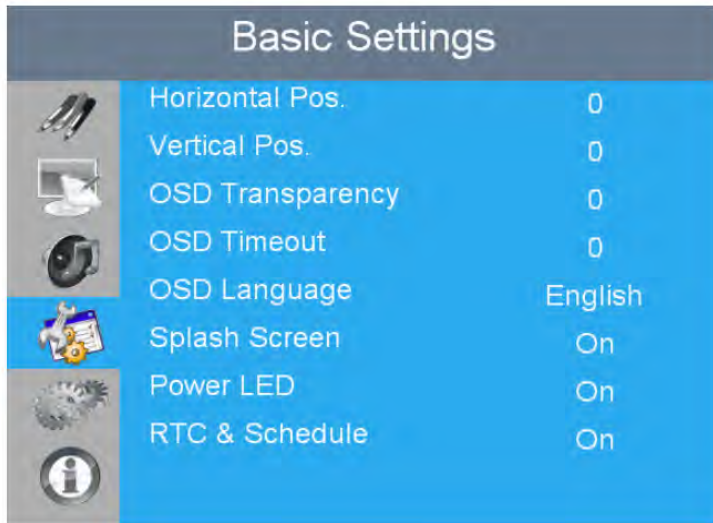 Basic Settings
Horizontal Pos. 0
Vertical Pos. 0
OSD Transparency 0
OSD Timeout 0
OSD Language English
Splash Screen On
Power LED On
RTC & Schedule On